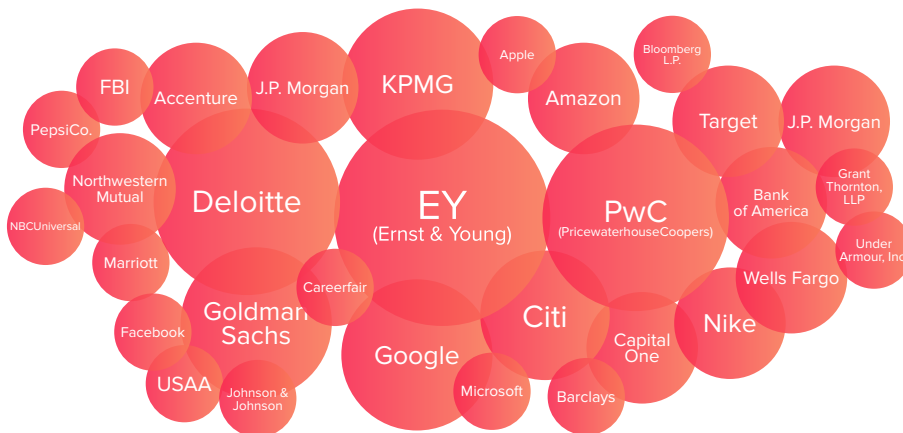 Apple
Bloomberg
L.P.
FBI
Accenture
J.P. Morgan
KPMG
Amazon
Target
J.P. Morgan
PepsiCo.
Northwestern
Mutual
Deloitte
EY
(Ernst & Young)
PwC
(PricewaterhouseCoopers)
Bank
of America
Grant
Thornton,
LLP
NBCUniversal
Marriott
Careerfair
Wells Fargo
Under
Armour, Inc
Facebook
Goldman
Sachs
Google
Citi
Capital
One
Nike
USAA
Johnson &
Johnson
Microsoft
Barclays